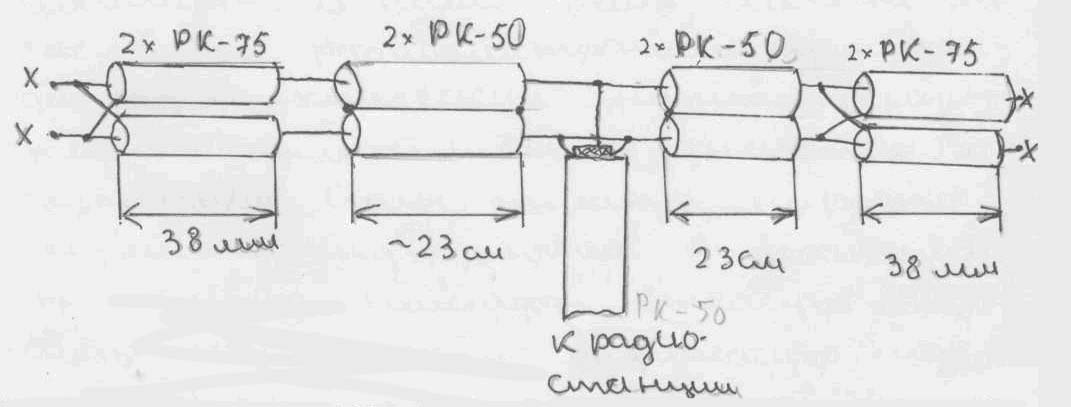 2× РК-75
2× РК-50
2× РК-50
2× РК-75
X
X
X
X
38 мм
~23 см
23 см
38 мм
РК-50
к радио-
станции